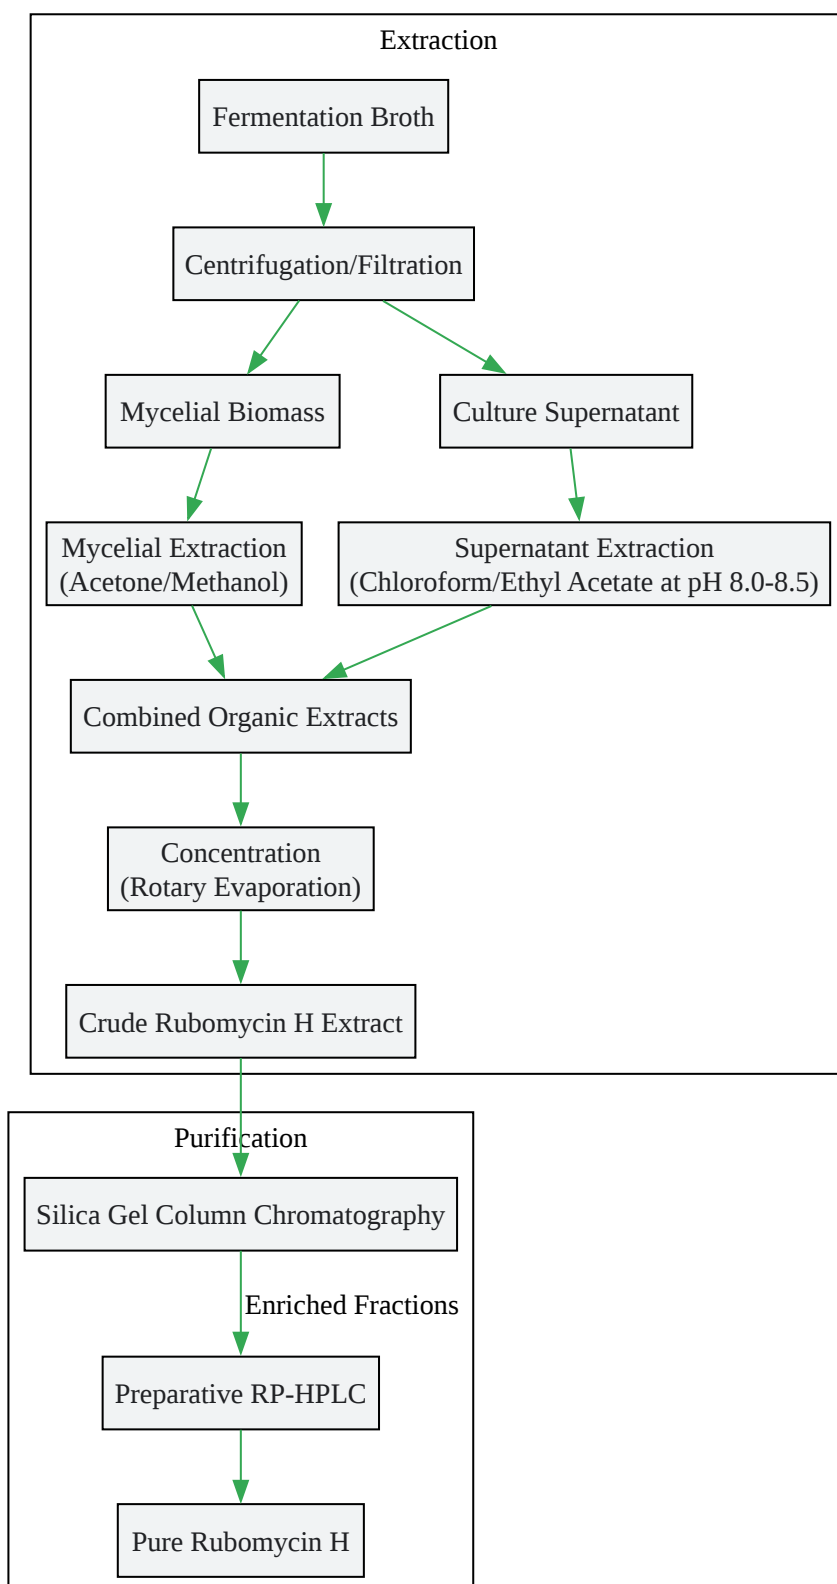 Extraction
Fermentation Broth
Centrifugation/Filtration
Mycelial Biomass
Culture Supernatant
Mycelial Extraction
(Acetone/Methanol)
Supernatant Extraction
(Chloroform/Ethyl Acetate at pH 8.0-8.5)
Combined Organic Extracts
Concentration
(Rotary Evaporation)
Crude Rubomycin H Extract
Purification
Silica Gel Column Chromatography
Enriched Fractions
Preparative RP-HPLC
Pure Rubomycin H